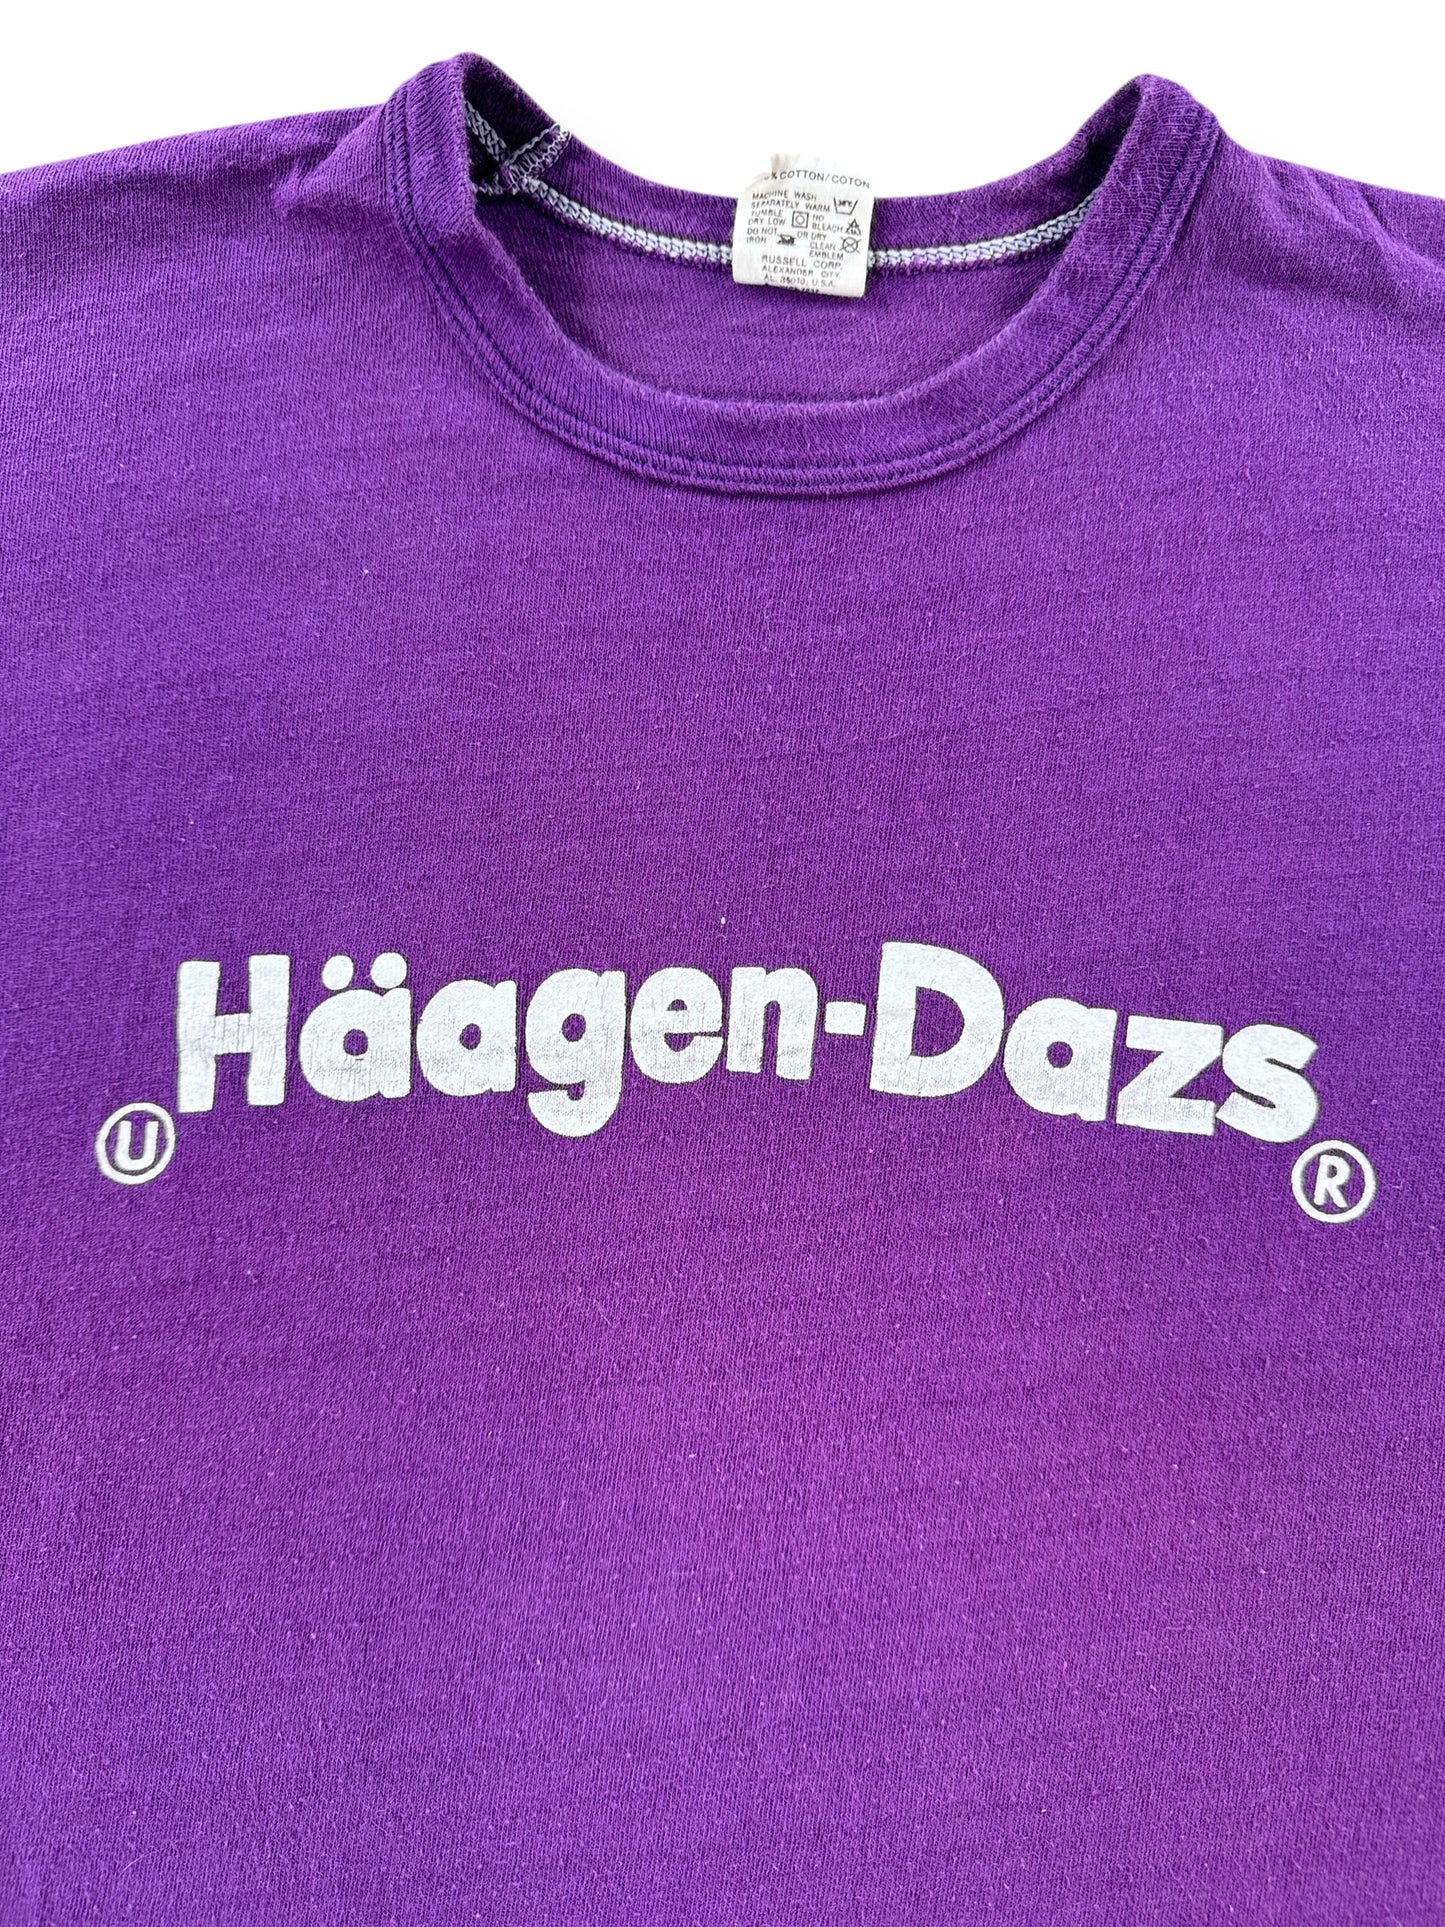 % COTTON/COTON
MACHINE WASH
SEPARATELY WARM
TUMBLE NO
DRY LOW BLEACH
DO NOT OR DRY
IRON CLEAN
EMBLEM
RUSSELL CORP.
ALEXANDER CITY,
AL. 35010, U.S.A.
Häagen-Dazs
U R